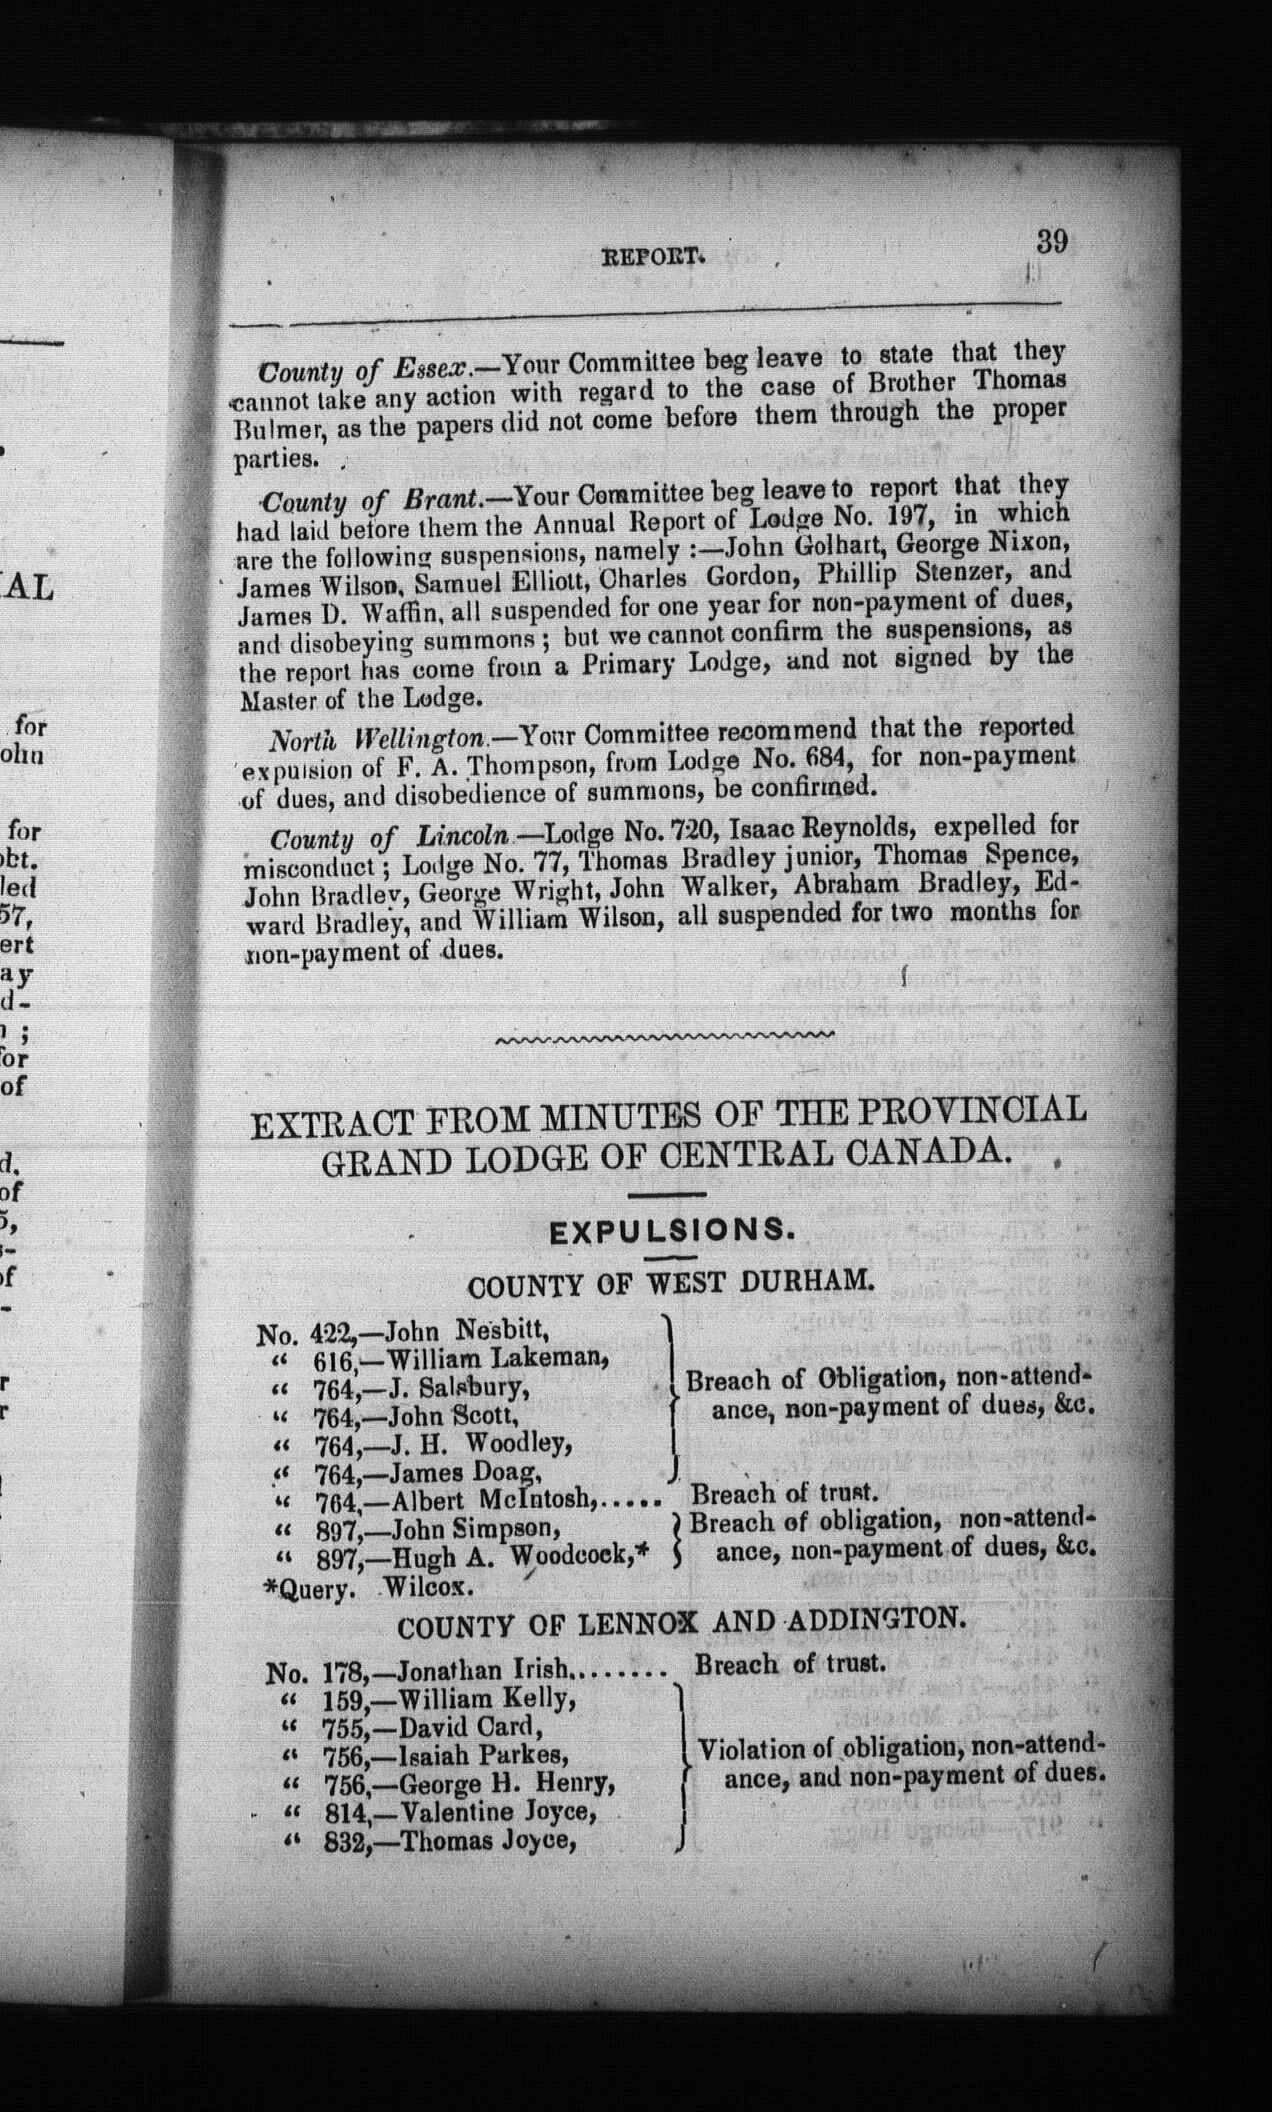 REPORT. 39
County of Essex.—Your Committee beg leave to state that they
cannot take any action with regard to the case of Brother Thomas
Bulmer, as the papers did not come before them through the proper
parties.
County of Brant.—Your Committee beg leave to report that they
had laid before them the Annual Report of Lodge No. 197, in which
are the following suspensions, namely :—John Golhart, George Nixon,
James Wilson, Samuel Elliott, Charles Gordon, Phillip Stenzer, and
James D. Waffin, all suspended for one year for non-payment of dues,
and disobeying summons ; but we cannot confirm the suspensions, as
the report has come from a Primary Lodge, and not signed by the
Master of the Lodge.
North Wellington.—Your Committee recommend that the reported
expulsion of F. A. Thompson, from Lodge No. 684, for non-payment
of dues, and disobedience of summons, be confirmed.
County of Lincoln.—Lodge No. 720, Isaac Reynolds, expelled for
misconduct ; Lodge No. 77, Thomas Bradley junior, Thomas Spence,
John Bradley, George Wright, John Walker, Abraham Bradley, Ed-
ward Bradley, and William Wilson, all suspended for two months for
non-payment of dues.
EXTRACT FROM MINUTES OF THE PROVINCIAL
GRAND LODGE OF CENTRAL CANADA.
EXPULSIONS.
COUNTY OF WEST DURHAM.
No. 422,—John Nesbitt,
“ 616,—William Lakeman,
“ 764,—J. Salsbury,
“ 764,—John Scott,
“ 764,—J. H. Woodley,
“ 764,—James Doag,
Breach of Obligation, non-attend-
ance, non-payment of dues, &c.
“ 764,—Albert McIntosh,..... Breach of trust.
“ 897,—John Simpson,
“ 897,—Hugh A. Woodcock,*
Breach of obligation, non-attend-
ance, non-payment of dues, &c.
*Query. Wilcox.
COUNTY OF LENNOX AND ADDINGTON.
No. 178,—Jonathan Irish........ Breach of trust.
“ 159,—William Kelly,
“ 755,—David Card,
“ 756,—Isaiah Parkes,
“ 756,—George H. Henry,
“ 814,—Valentine Joyce,
“ 832,—Thomas Joyce,
Violation of obligation, non-attend-
ance, and non-payment of dues.